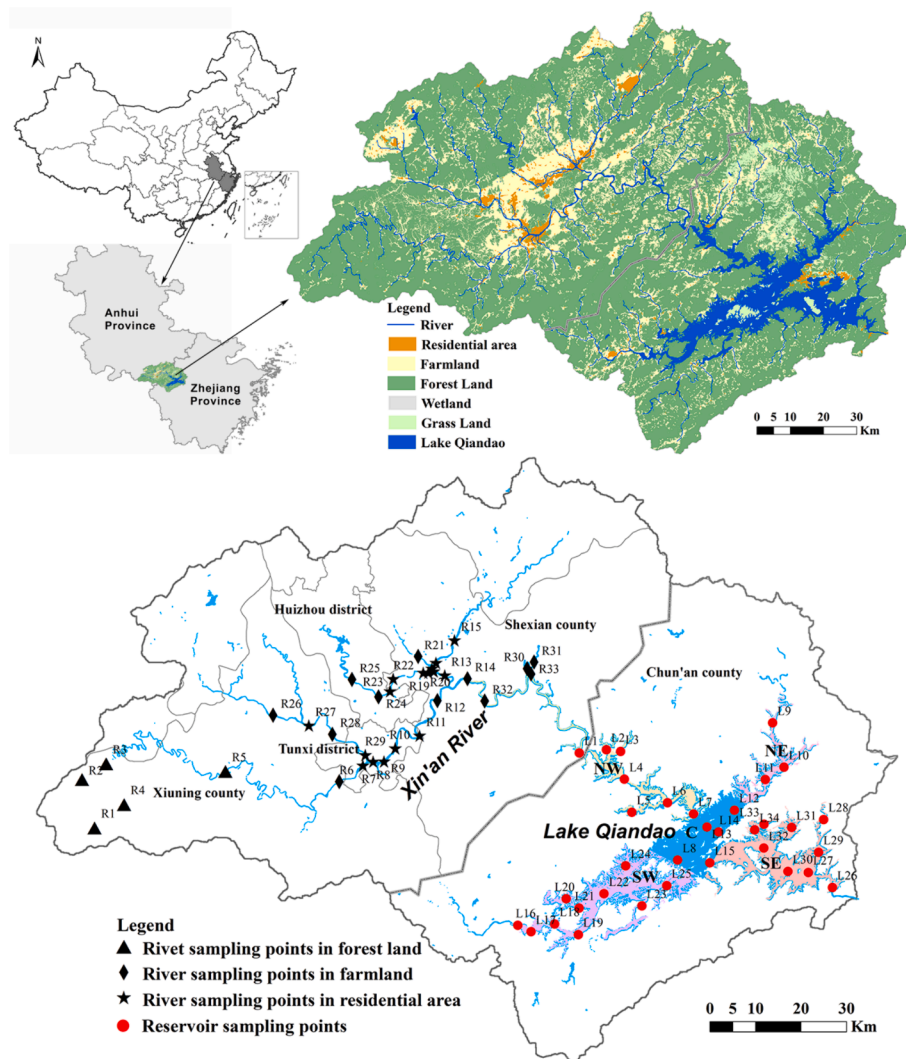 N
Anhui
Province
Zhejiang
Province
Legend
River
Residential area
Farmland
Forest Land
Wetland
Grass Land
Lake Qiandao
0 5 10 20 30
Km
Huizhou district
Shexian county
Chun'an county
Tunxi district
Xiuning county
Xin'an River
Lake Qiandao
R15
R21
R31
R30
R33
R25
R22
R13
R14
R19
R20
R23
R24
R32
R26
R27
R12
R28
R11
R10
R29
R3
R5
R2
R6
R7
R8
R9
R4
R1
L9
L1
L2
L3
NW
NE
L10
L4
L11
L6
L5
L7
L12
L33
L28
L14
L34
L31
C
L13
L32
L8
L15
L29
L24
SE
L30
L27
SW
L25
L26
L22
L20
L21
L23
L16
L17
L18
L19
Legend
Rivet sampling points in forest land
River sampling points in farmland
River sampling points in residential area
Reservoir sampling points
0 5 10 20 30
Km